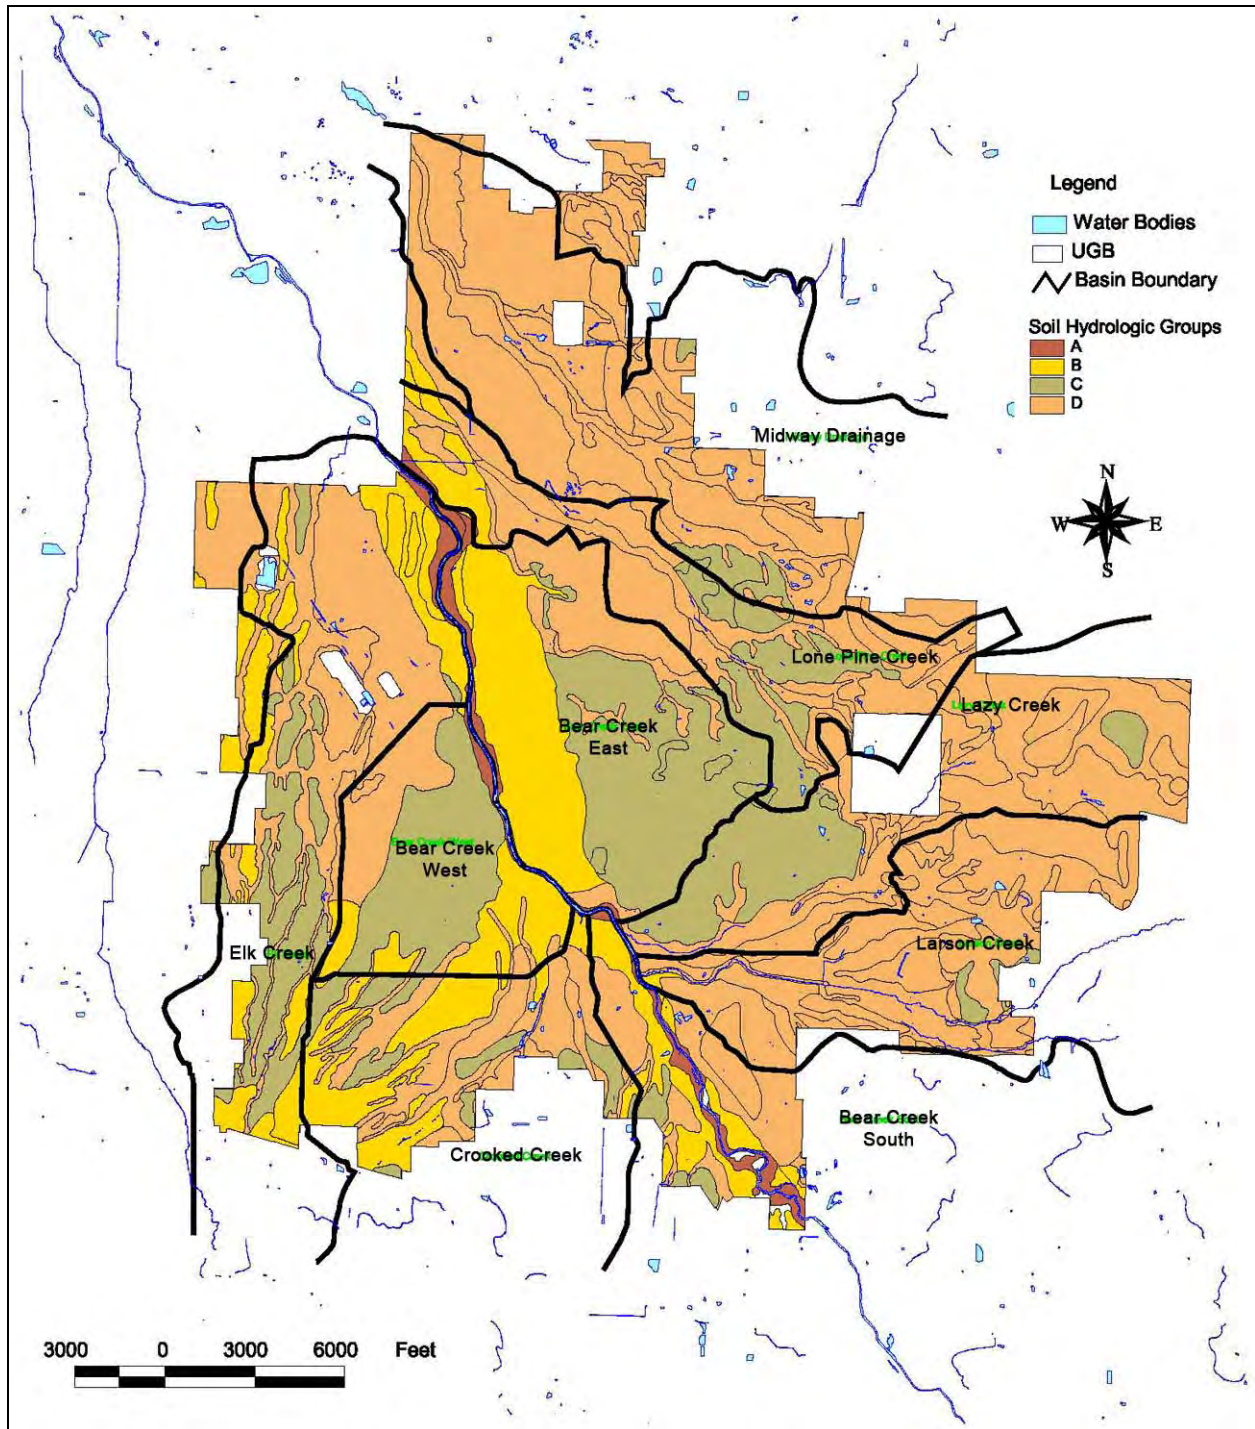 Legend
Water Bodies
UGB
Basin Boundary
Soil Hydrologic Groups
A
B
C
D
Midway Drainage
N
W
E
S
Lone Pine Creek
Lazy Creek
Bear Creek
East
Bear Creek
West
Elk Creek
Larson Creek
Bear Creek
South
Crooked Creek
3000 0 3000 6000 Feet